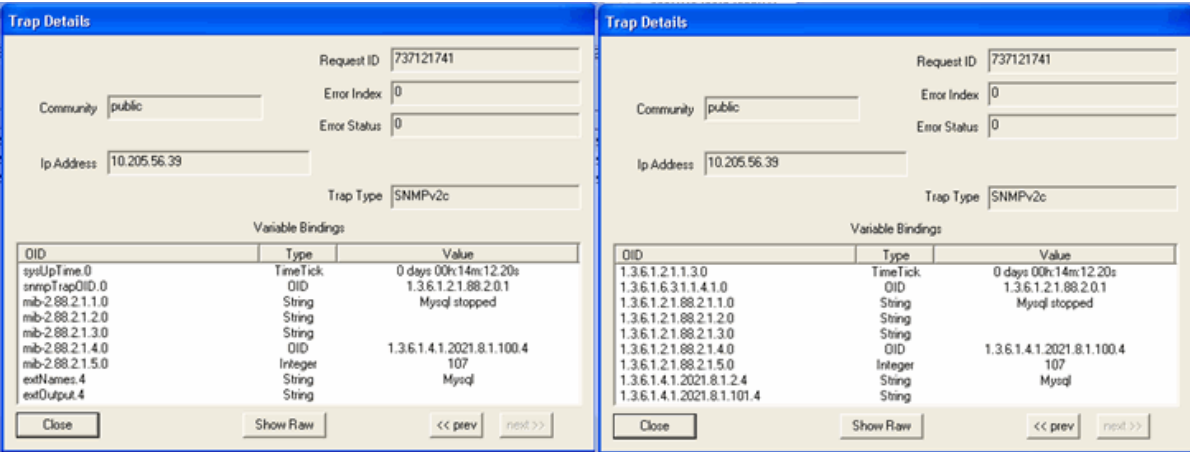 Trap Details
Request ID 737121741
Error Index 0
Community public
Error Status 0
Ip Address 10.205.56.39
Trap Type SNMPv2c
Variable Bindings
OID Type Value
sysUpTime.0 TimeTick 0 days 00h:14m:12.20s
snmpTrapOID.0 OID 1.3.6.1.2.1.88.2.0.1
mib-2.88.2.1.1.0 String Mysql stopped
mib-2.88.2.1.2.0 String
mib-2.88.2.1.3.0 String
mib-2.88.2.1.4.0 OID 1.3.6.1.4.1.2021.8.1.100.4
mib-2.88.2.1.5.0 Integer 107
extNames.4 String Mysql
extOutput.4 String
Close Show Raw << prev next >>
Trap Details
Request ID 737121741
Error Index 0
Community public
Error Status 0
Ip Address 10.205.56.39
Trap Type SNMPv2c
Variable Bindings
OID Type Value
1.3.6.1.2.1.1.3.0 TimeTick 0 days 00h:14m:12.20s
1.3.6.1.6.3.1.1.4.1.0 OID 1.3.6.1.2.1.88.2.0.1
1.3.6.1.2.1.88.2.1.1.0 String Mysql stopped
1.3.6.1.2.1.88.2.1.2.0 String
1.3.6.1.2.1.88.2.1.3.0 String
1.3.6.1.2.1.88.2.1.4.0 OID 1.3.6.1.4.1.2021.8.1.100.4
1.3.6.1.2.1.88.2.1.5.0 Integer 107
1.3.6.1.4.1.2021.8.1.2.4 String Mysql
1.3.6.1.4.1.2021.8.1.101.4 String
Close Show Raw << prev next >>